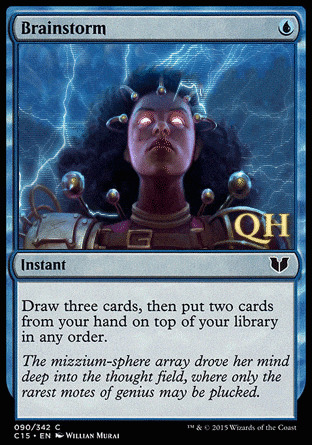 Brainstorm
QH
Instant
Draw three cards, then put two cards
from your hand on top of your library
in any order.
The mizzium-sphere array drove her mind
deep into the thought field, where only the
rarest motes of genius may be plucked.
090/342 C
C15 • EN Willian Murai
™ & © 2015 Wizards of the Coast